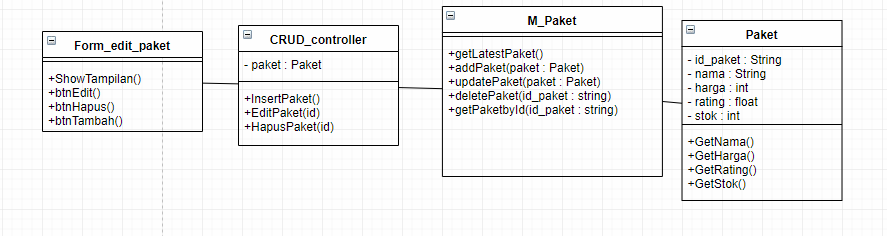 Form_edit_paket
+ShowTampilan()
+btnEdit()
+btnHapus()
+btnTambah()
CRUD_controller
- paket : Paket
+InsertPaket()
+EditPaket(id)
+HapusPaket(id)
M_Paket
+getLatestPaket()
+addPaket(paket : Paket)
+updatePaket(paket : Paket)
+deletePaket(id_paket : string)
+getPaketbyId(id_paket : string)
Paket
- id_paket : String
- nama : String
- harga : int
- rating : float
- stok : int
+GetNama()
+GetHarga()
+GetRating()
+GetStok()